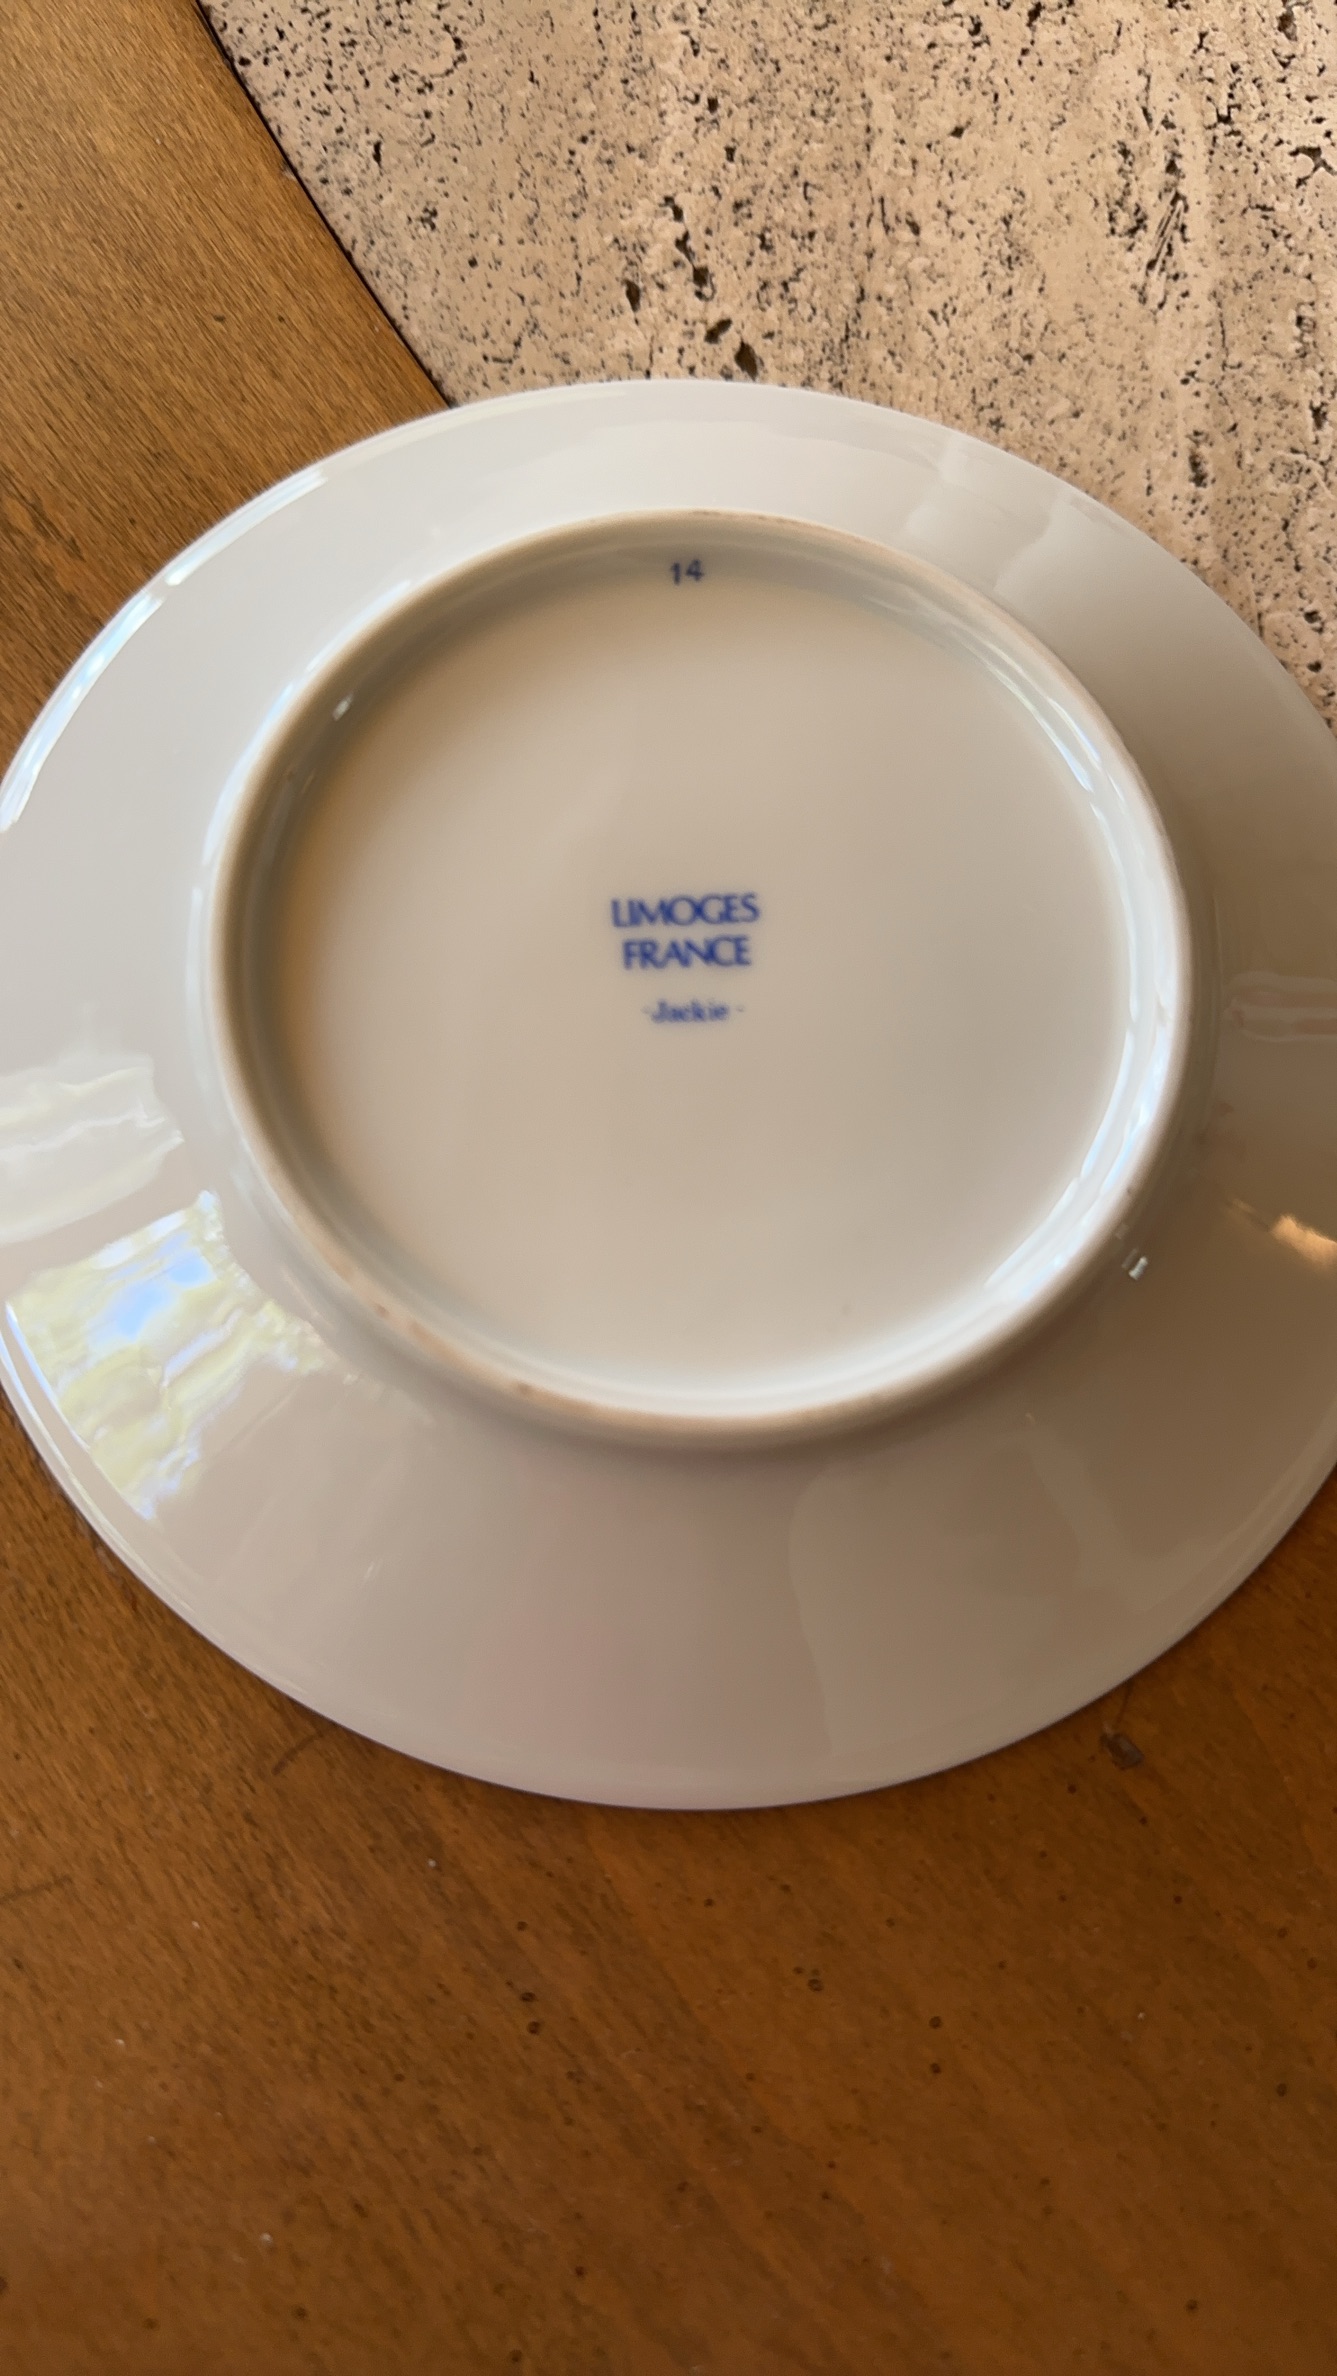 14
LIMOGES
FRANCE
-Jackie-